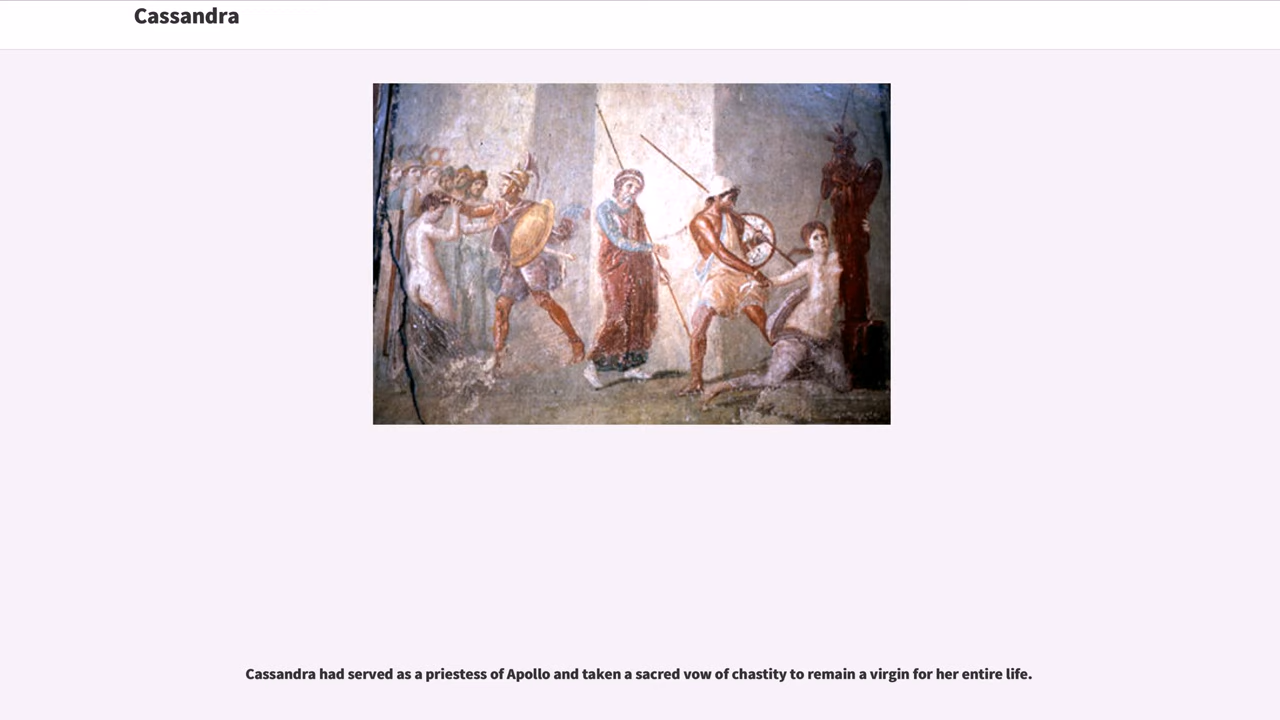 Cassandra
Cassandra had served as a priestess of Apollo and taken a sacred vow of chastity to remain a virgin for her entire life.